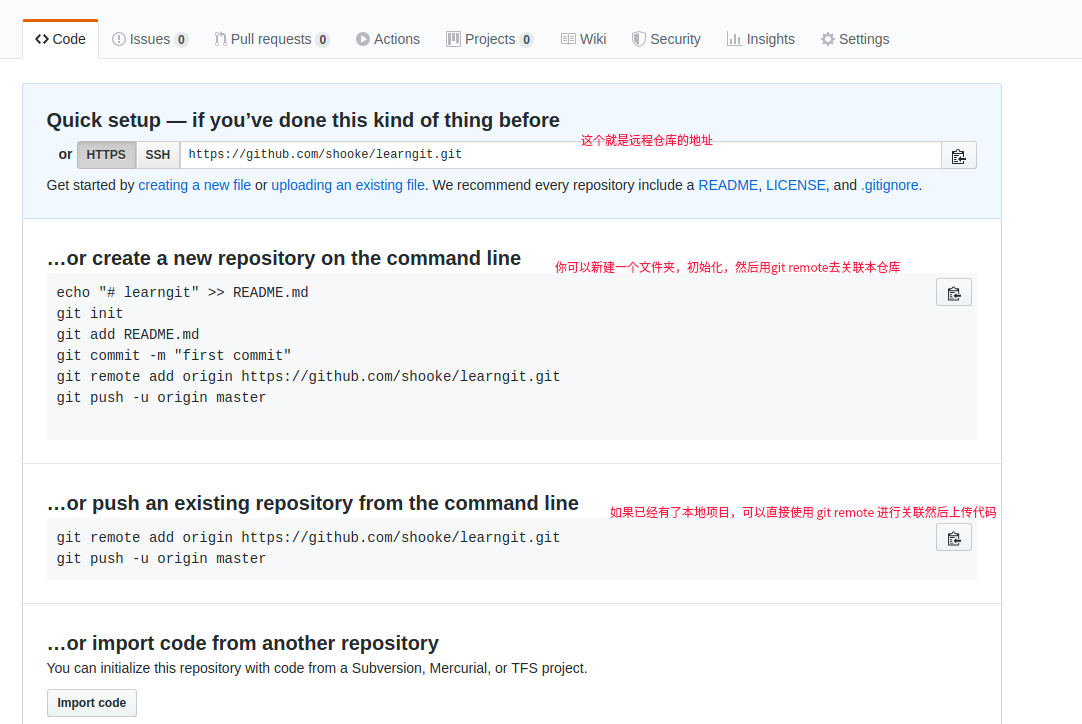 Code Issues 0 Pull requests 0 Actions Projects 0 Wiki Security Insights Settings
Quick setup — if you’ve done this kind of thing before
这个就是远程仓库的地址
or HTTPS SSH https://github.com/shooke/learngit.git
Get started by creating a new file or uploading an existing file. We recommend every repository include a README, LICENSE, and .gitignore.
…or create a new repository on the command line
你可以新建一个文件夹，初始化，然后用git remote去关联本仓库
echo "# learngit" >> README.md
git init
git add README.md
git commit -m "first commit"
git remote add origin https://github.com/shooke/learngit.git
git push -u origin master
…or push an existing repository from the command line
如果已经有了本地项目，可以直接使用 git remote 进行关联然后上传代码
git remote add origin https://github.com/shooke/learngit.git
git push -u origin master
…or import code from another repository
You can initialize this repository with code from a Subversion, Mercurial, or TFS project.
Import code